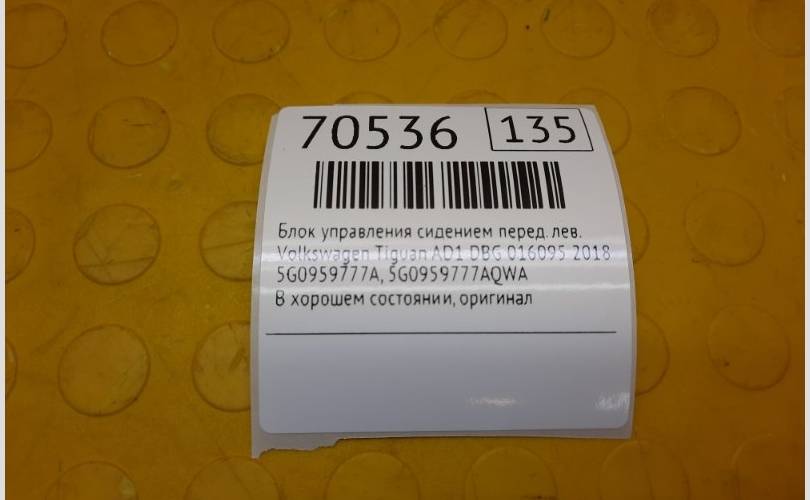 70536 135
Блок управления сидением перед. лев.
Volkswagen Tiguan AD1 DBG 016095 2018
5G0959777A, 5G0959777AQWA
В хорошем состоянии, оригинал